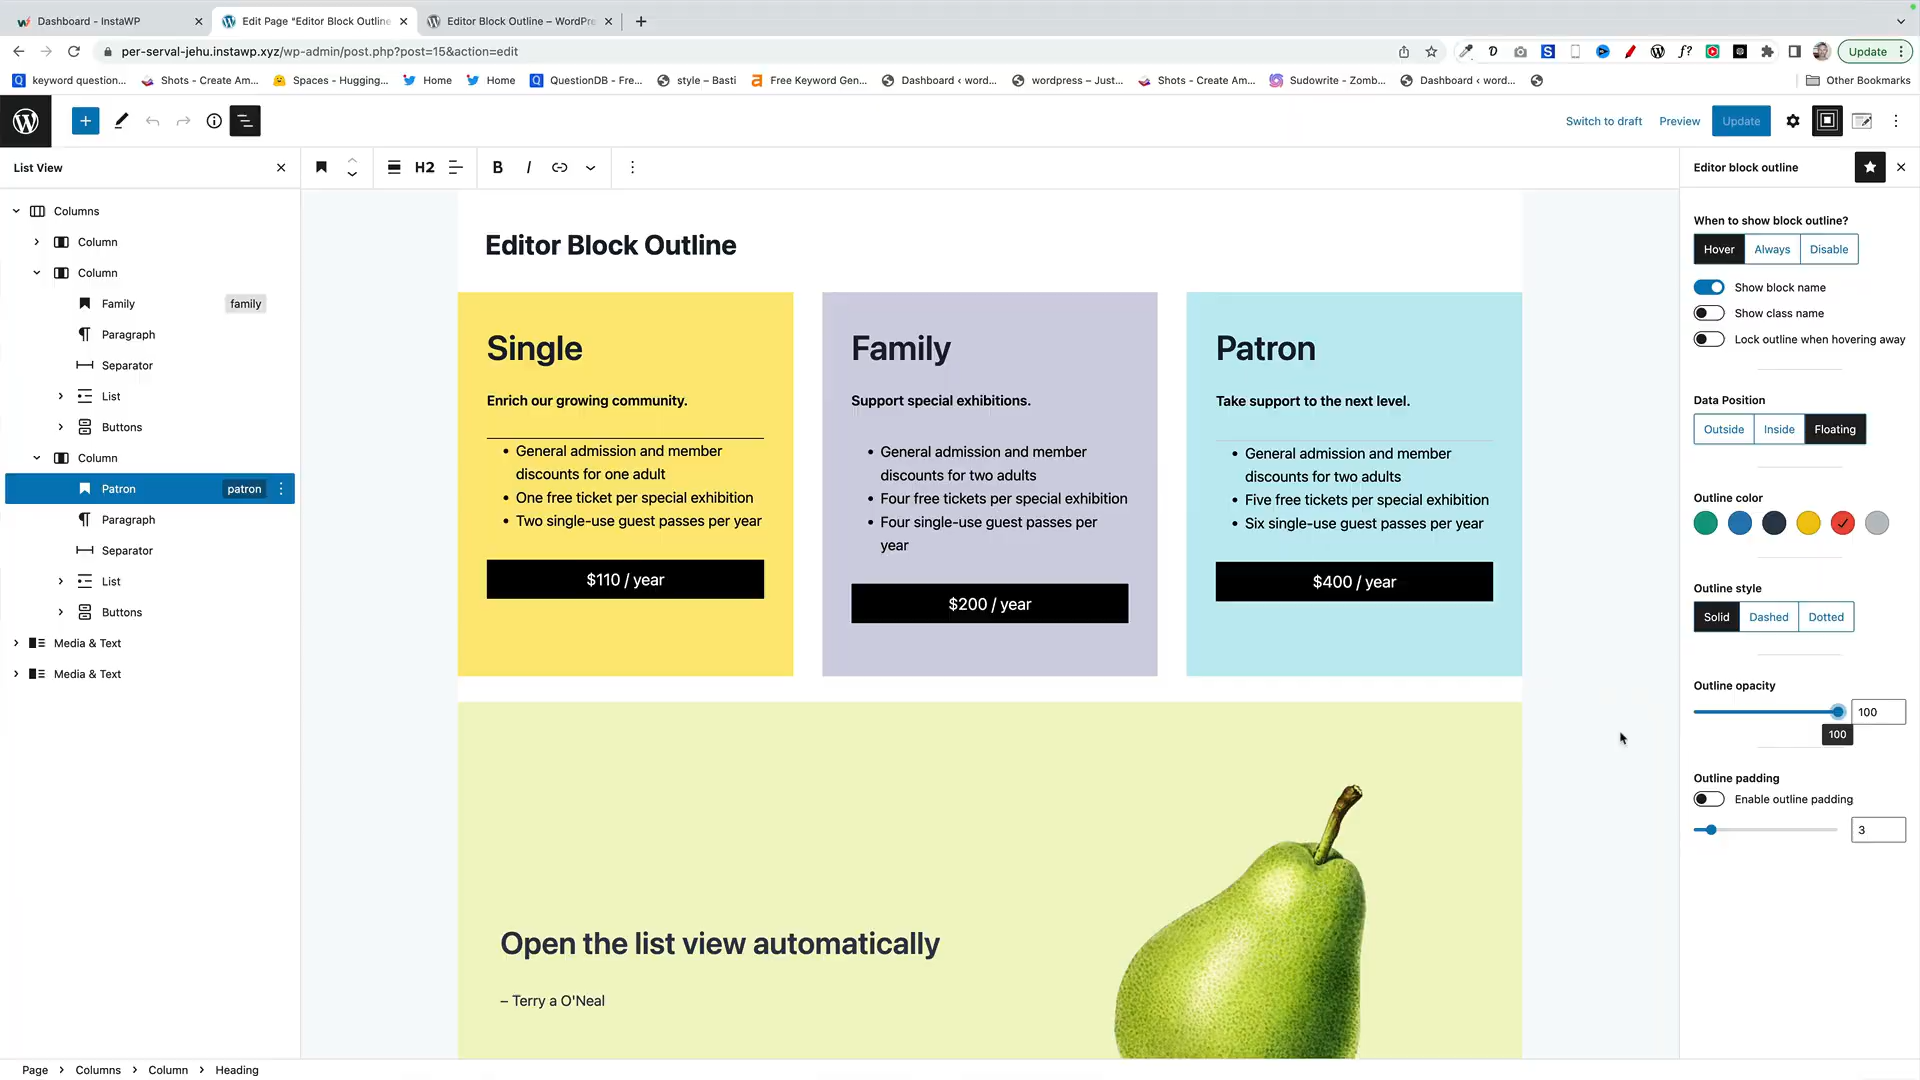 Dashboard - InstaWP
Edit Page "Editor Block Outline
Editor Block Outline – WordPre
per-serval-jehu.instawp.xyz/wp-admin/post.php?post=15&action=edit
Update
keyword question...
Shots - Create Am...
Spaces - Hugging...
Home
Home
QuestionDB - Fre...
style – Basti
Free Keyword Gen...
Dashboard ‹ word...
wordpress – Just...
Shots - Create Am...
Sudowrite - Zomb...
Dashboard ‹ word...
Other Bookmarks
Switch to draft
Preview
Update
List View
H2
B
I
Editor block outline
Columns
Column
Column
Family
family
Paragraph
Separator
List
Buttons
Column
Patron
patron
Paragraph
Separator
List
Buttons
Media & Text
Media & Text
Editor Block Outline
Single
Enrich our growing community.
• General admission and member
discounts for one adult
• One free ticket per special exhibition
• Two single-use guest passes per year
$110 / year
Family
Support special exhibitions.
• General admission and member
discounts for two adults
• Four free tickets per special exhibition
• Four single-use guest passes per
year
$200 / year
Patron
Take support to the next level.
• General admission and member
discounts for two adults
• Five free tickets per special exhibition
• Six single-use guest passes per year
$400 / year
Open the list view automatically
– Terry a O'Neal
When to show block outline?
Hover
Always
Disable
Show block name
Show class name
Lock outline when hovering away
Data Position
Outside
Inside
Floating
Outline color
Outline style
Solid
Dashed
Dotted
Outline opacity
100
100
Outline padding
Enable outline padding
3
Page > Columns > Column > Heading